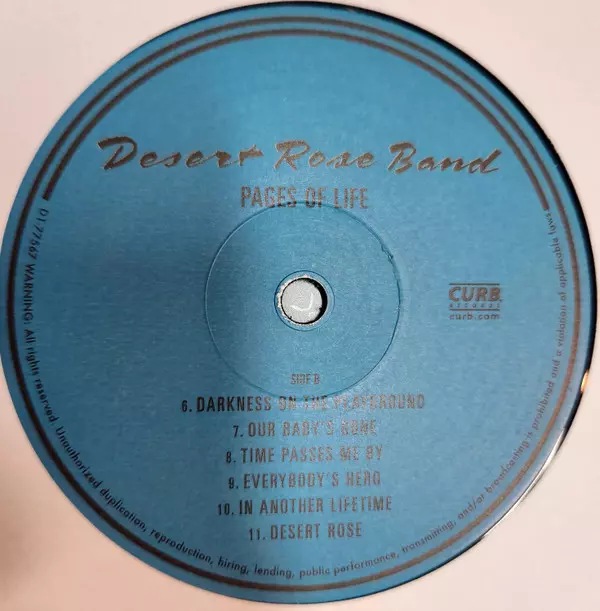 Desert Rose Band
PAGES OF LIFE
CURB
RECORDS
curb.com
SIDE B
6. DARKNESS ON THE PLAYGROUND
7. OUR BABY'S GONE
8. TIME PASSES ME BY
9. EVERYBODY'S HERO
10. IN ANOTHER LIFETIME
11. DESERT ROSE
D1-77567 WARNING: All rights reserved. Unauthorized duplication, reproduction, hiring, lending, public performance, transmitting, and/or broadcasting is prohibited and a violation of applicable laws